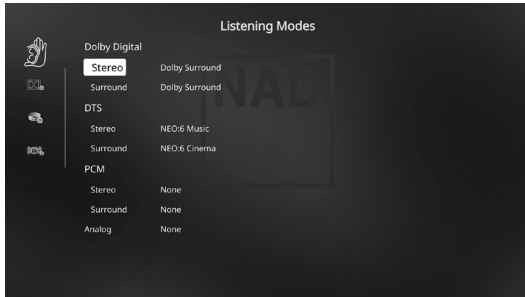 Listening Modes
Dolby Digital
Stereo Dolby Surround
Surround Dolby Surround
DTS
Stereo NEO:6 Music
Surround NEO:6 Cinema
PCM
Stereo None
Surround None
Analog None
NAD